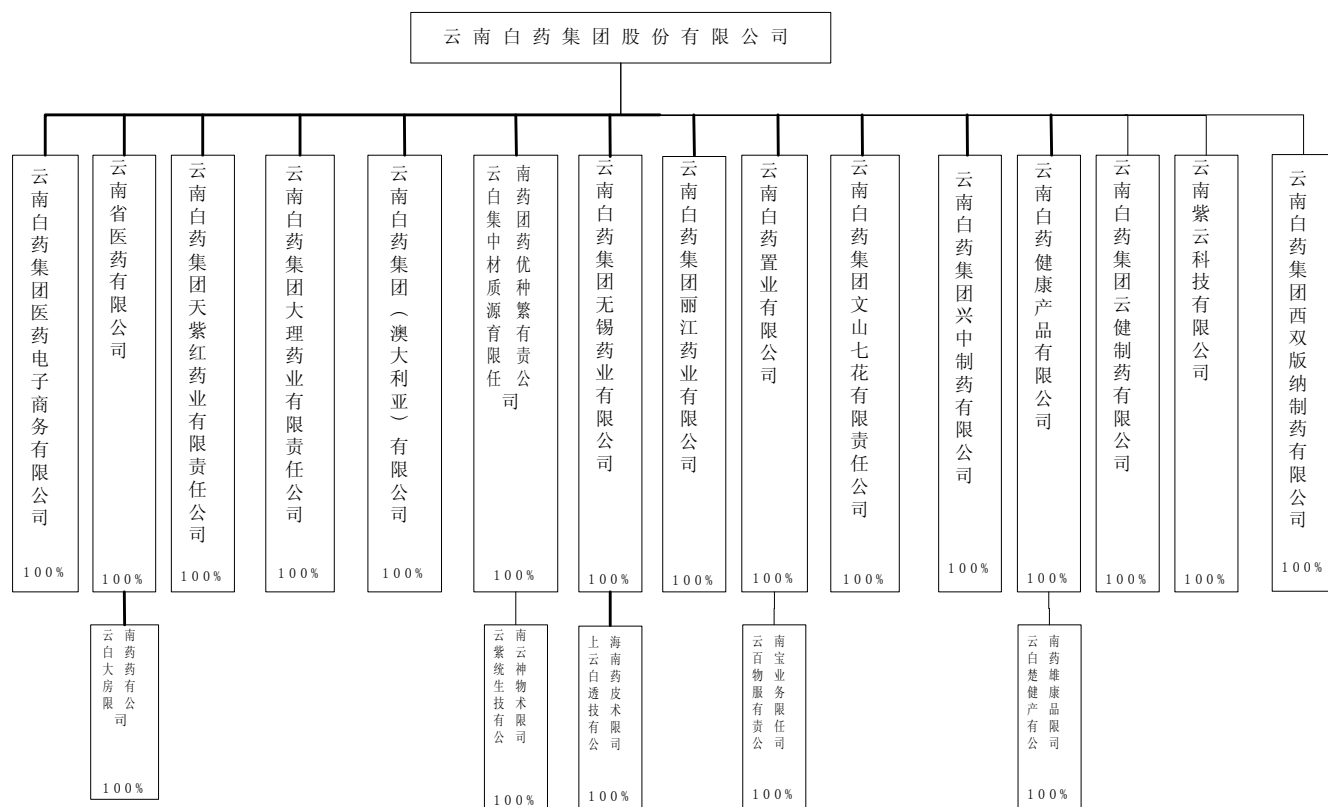 云南白药集团股份有限公司
云南白药集团医药电子商务有限公司
100%
云南省医药有限公司
100%
云南白药集团天紫红药业有限责任公司
100%
云南白药集团大理药业有限责任公司
100%
云南白药集团（澳大利亚）有限公司
100%
云南白药集团中药材优质种源繁育有限责任公司
100%
云南白药集团无锡药业有限公司
100%
云南白药集团丽江药业有限公司
100%
云南白药置业有限公司
100%
云南白药集团文山七花有限责任公司
100%
云南白药集团兴中制药有限公司
100%
云南白药健康产品有限公司
100%
云南白药集团云健制药有限公司
100%
云南紫云科技有限公司
100%
云南白药集团西双版纳制药有限公司
100%
云南白药大药房有限公司
100%
云南紫云统神生物技术有限公司
100%
上海云南白药透皮技术有限公司
100%
云南百宝物业服务有限责任公司
100%
云南白药楚雄健康产品有限公司
100%